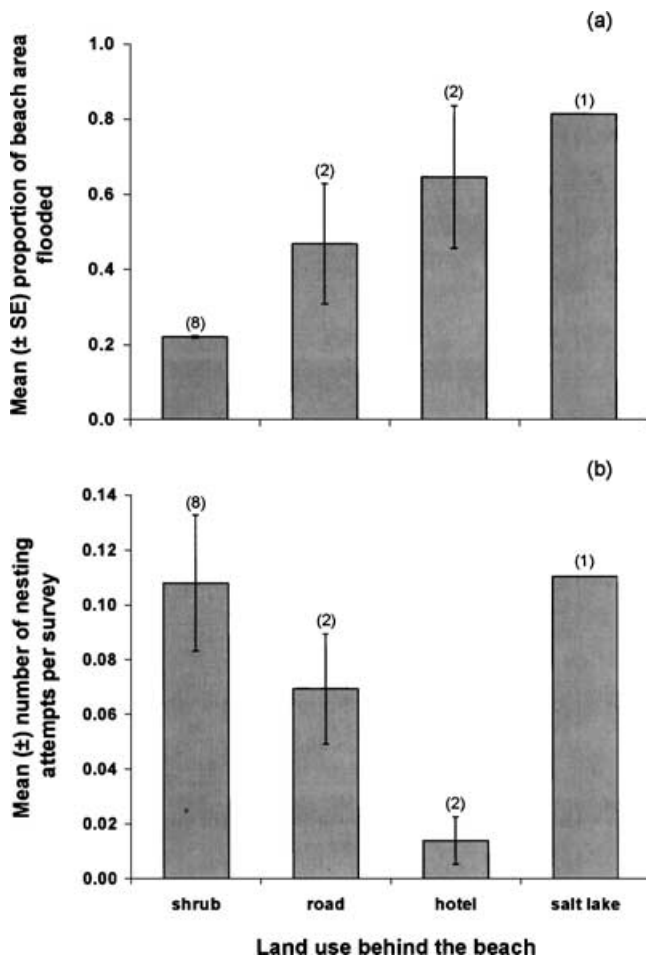 (a)
Mean (± SE) proportion of beach area
flooded
1.0
0.8
0.6
0.4
0.2
0.0
(8)
(2)
(2)
(1)
(b)
Mean (±) number of nesting
attempts per survey
0.14
0.12
0.10
0.08
0.06
0.04
0.02
0.00
(8)
(2)
(2)
(1)
shrub road hotel salt lake
Land use behind the beach